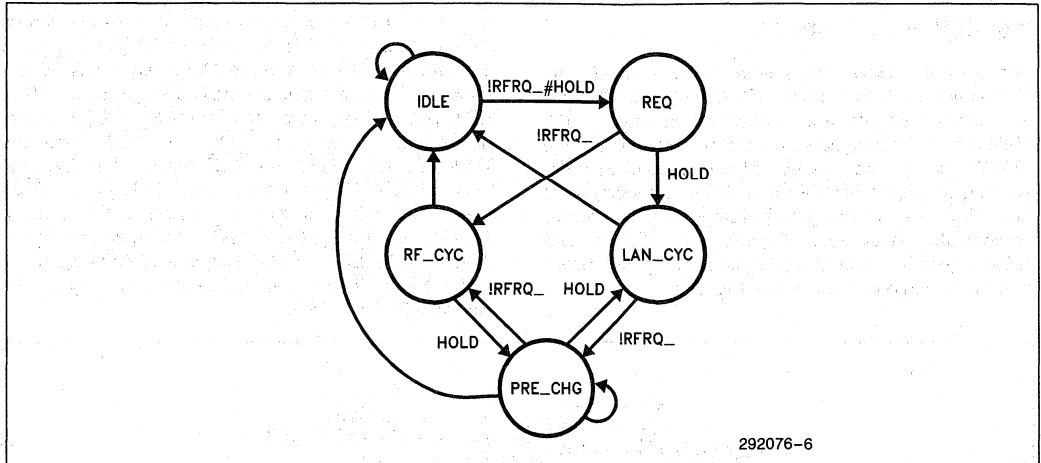 IDLE
!RFRQ_#HOLD
REQ
!RFRQ_
HOLD
RF_CYC
LAN_CYC
!RFRQ_
HOLD
HOLD
!RFRQ_
PRE_CHG
292076-6